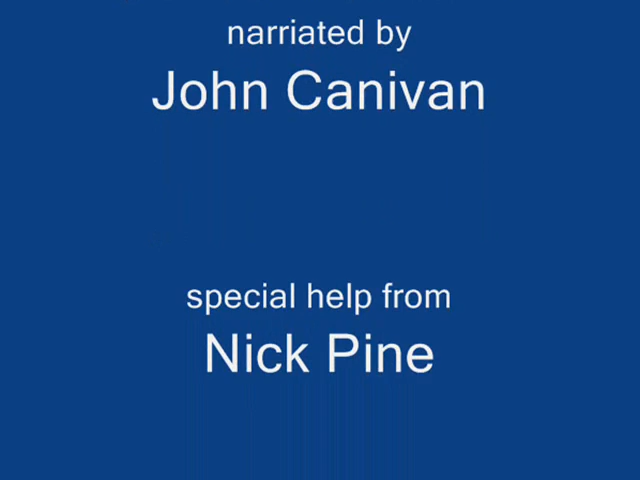 narriated by
John Canivan
special help from
Nick Pine